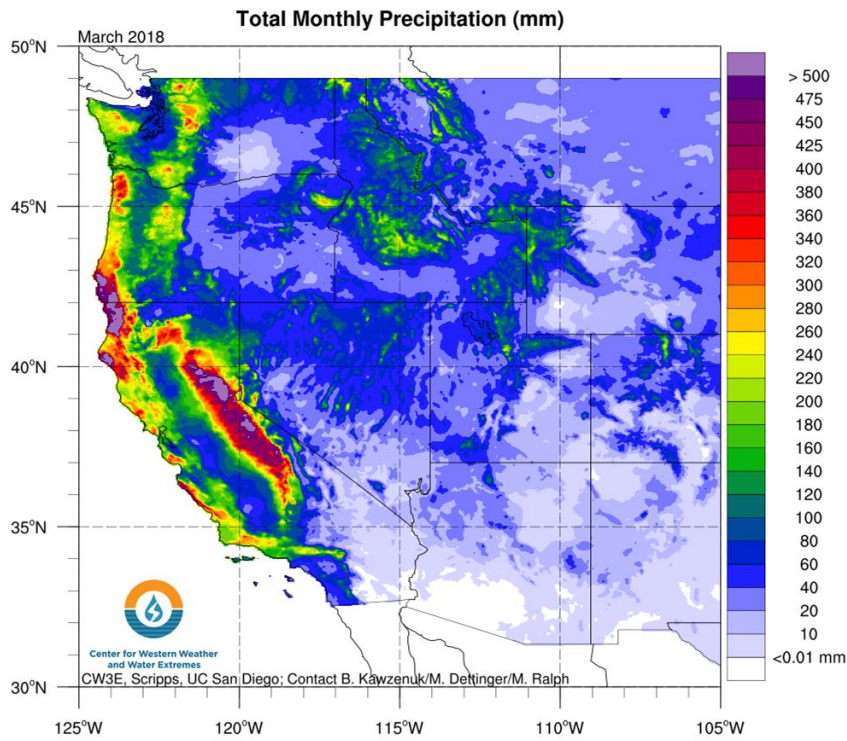 Total Monthly Precipitation (mm)
March 2018
50°N
45°N
40°N
35°N
30°N
125°W 120°W 115°W 110°W 105°W
> 500
475
450
425
400
380
360
340
320
300
280
260
240
220
200
180
160
140
120
100
80
60
40
20
10
<0.01 mm
Center for Western Weather
and Water Extremes
CW3E, Scripps, UC San Diego; Contact B. Kawzenuk/M. Dettinger/M. Ralph